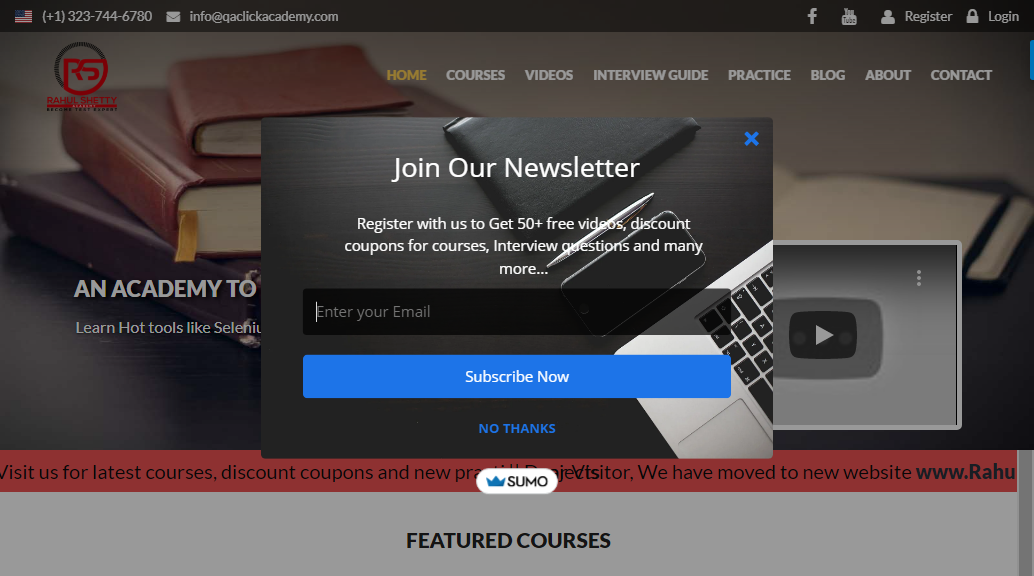 (+1) 323-744-6780 info@qaclickacademy.com Register Login
RS
RAHUL SHETTY
HOME COURSES VIDEOS INTERVIEW GUIDE PRACTICE BLOG ABOUT CONTACT
Join Our Newsletter
Register with us to Get 50+ free videos, discount
coupons for courses, Interview questions and many
more...
AN ACADEMY TO
Learn Hot tools like Seleniu
Enter your Email
Subscribe Now
NO THANKS
Visit us for latest courses, discount coupons and new Visitor, We have moved to new website www.Rahu
SUMO
FEATURED COURSES